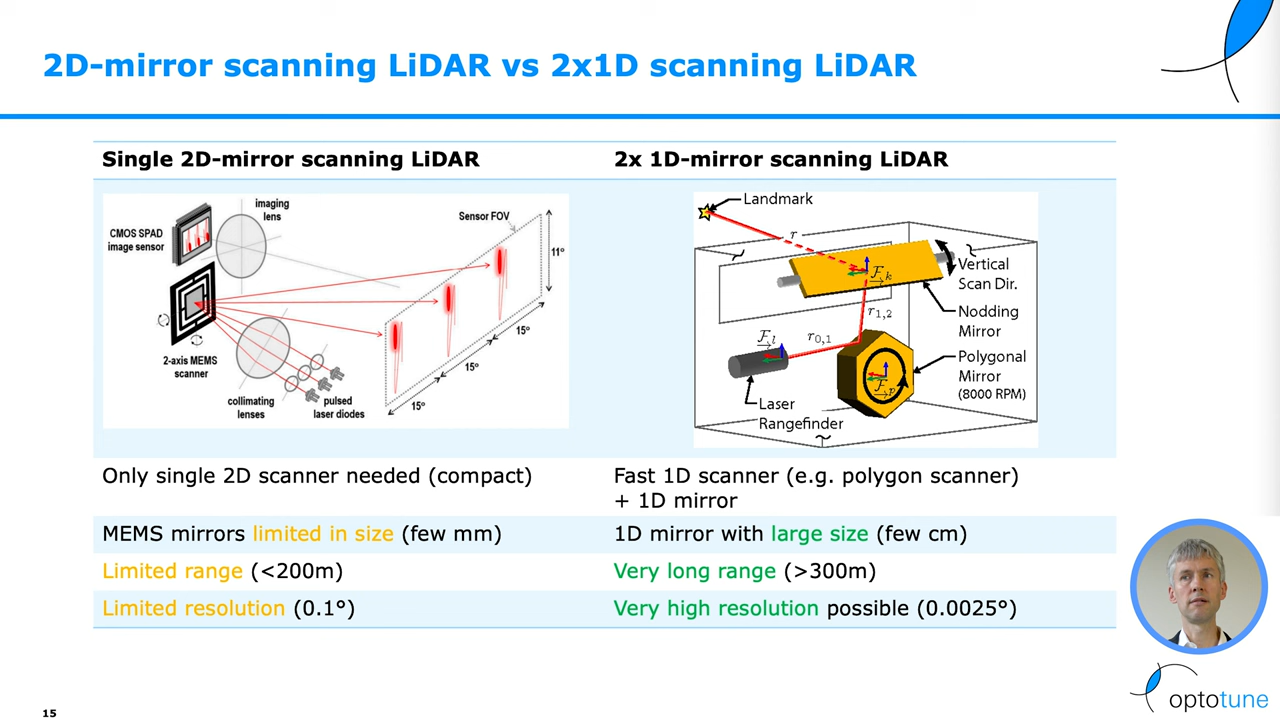 2D-mirror scanning LiDAR vs 2x1D scanning LiDAR
Single 2D-mirror scanning LiDAR
2x 1D-mirror scanning LiDAR
imaging
lens
CMOS SPAD
image sensor
Sensor FOV
11°
15°
15°
15°
2-axis MEMS
scanner
collimating
lenses
pulsed
laser diodes
Landmark
r
F k
Vertical
Scan Dir.
r1,2
Nodding
Mirror
F l
r0,1
Polygonal
Mirror
(8000 RPM)
F p
Laser
Rangefinder
Only single 2D scanner needed (compact)
Fast 1D scanner (e.g. polygon scanner)
+ 1D mirror
MEMS mirrors limited in size (few mm)
1D mirror with large size (few cm)
Limited range (<200m)
Very long range (>300m)
Limited resolution (0.1°)
Very high resolution possible (0.0025°)
optotune
15